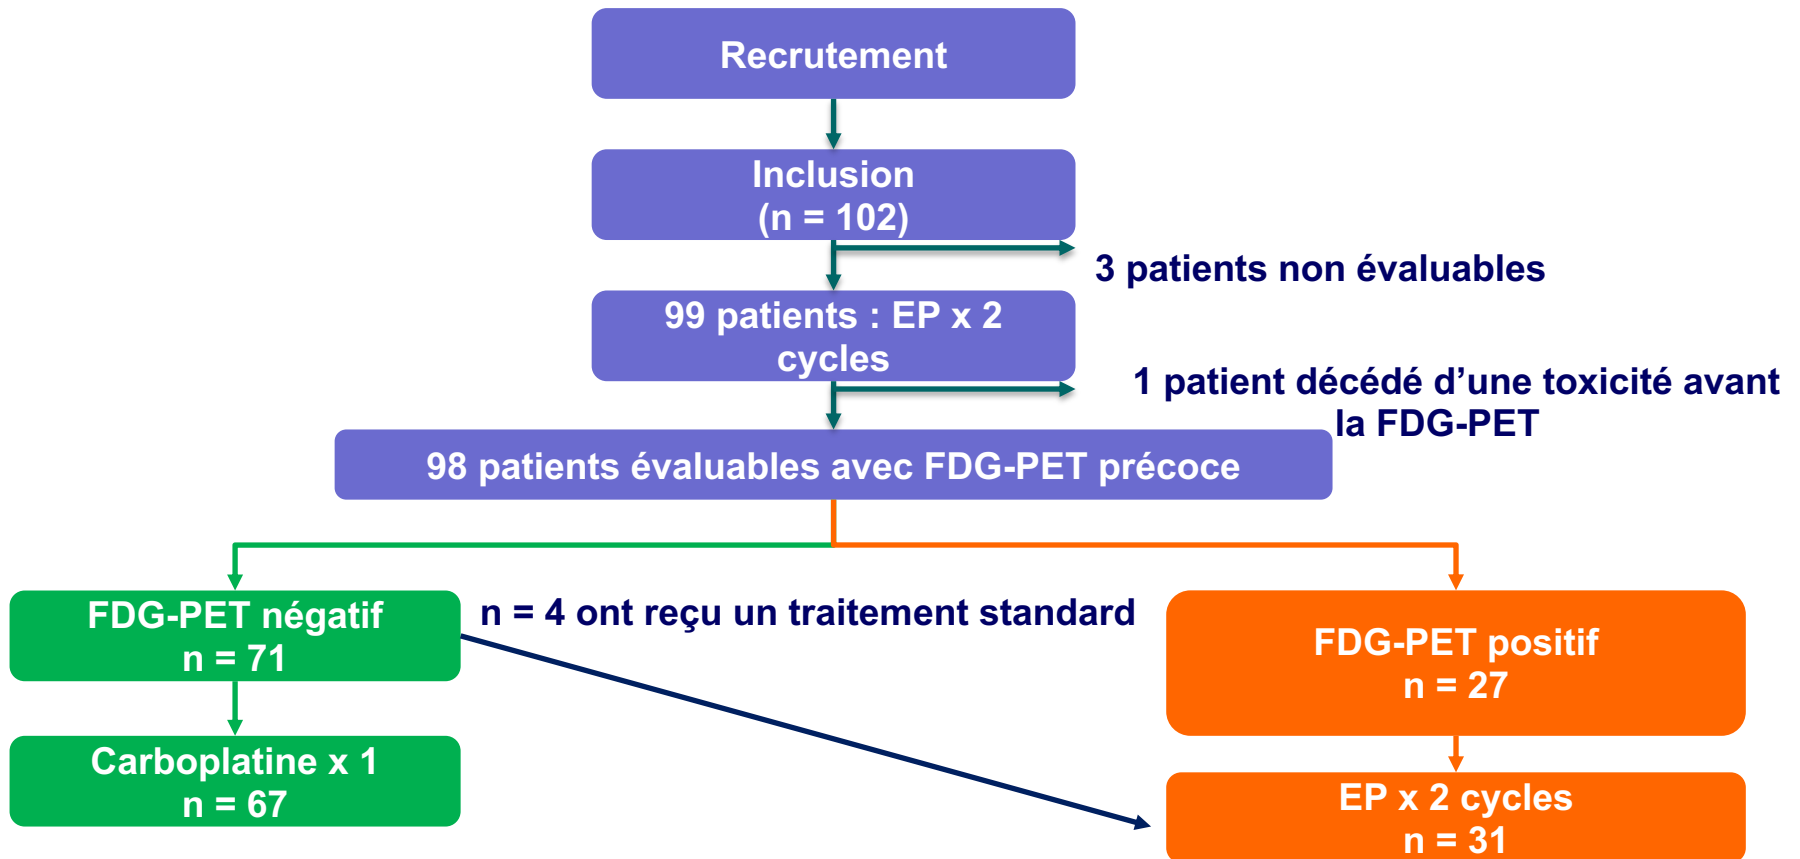 Recrutement
Inclusion
(n = 102)
3 patients non évaluables
99 patients : EP x 2
cycles
1 patient décédé d’une toxicité avant
la FDG-PET
98 patients évaluables avec FDG-PET précoce
FDG-PET négatif
n = 71
n = 4 ont reçu un traitement standard
FDG-PET positif
n = 27
Carboplatine x 1
n = 67
EP x 2 cycles
n = 31